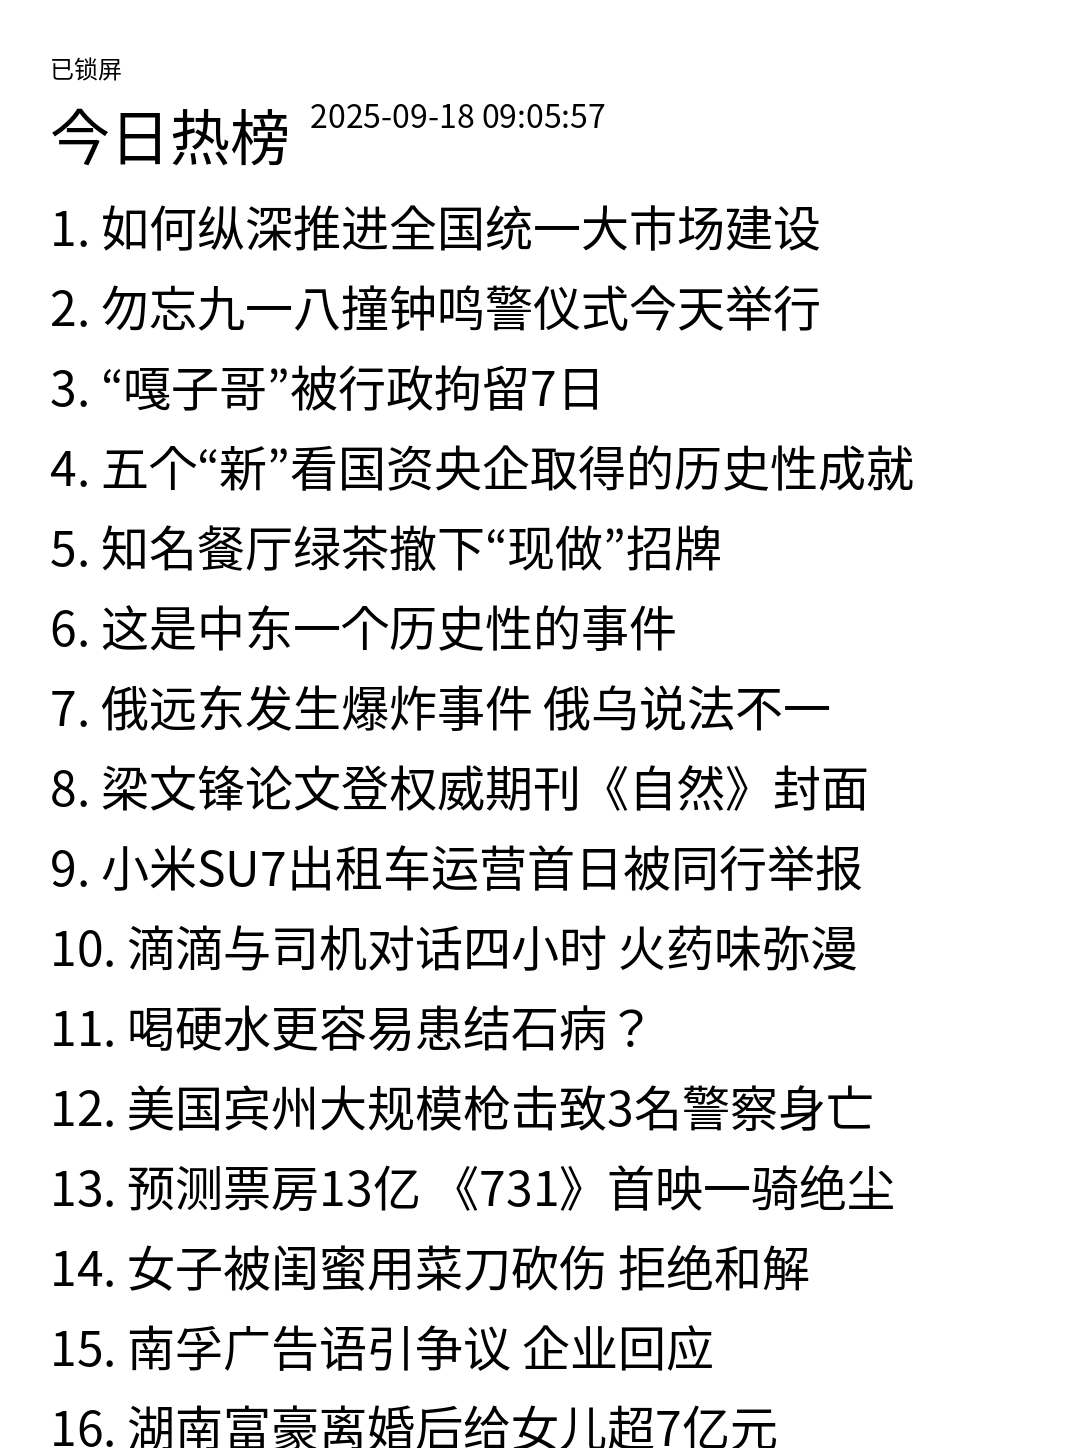 已锁屏
今日热榜 2025-09-18 09:05:57
1. 如何纵深推进全国统一大市场建设
2. 勿忘九一八撞钟鸣警仪式今天举行
3. “嘎子哥”被行政拘留7日
4. 五个“新”看国资央企取得的历史性成就
5. 知名餐厅绿茶撤下“现做”招牌
6. 这是中东一个历史性的事件
7. 俄远东发生爆炸事件 俄乌说法不一
8. 梁文锋论文登权威期刊《自然》封面
9. 小米SU7出租车运营首日被同行举报
10. 滴滴与司机对话四小时 火药味弥漫
11. 喝硬水更容易患结石病？
12. 美国宾州大规模枪击致3名警察身亡
13. 预测票房13亿 《731》首映一骑绝尘
14. 女子被闺蜜用菜刀砍伤 拒绝和解
15. 南孚广告语引争议 企业回应
16. 湖南富豪离婚后给女儿超7亿元